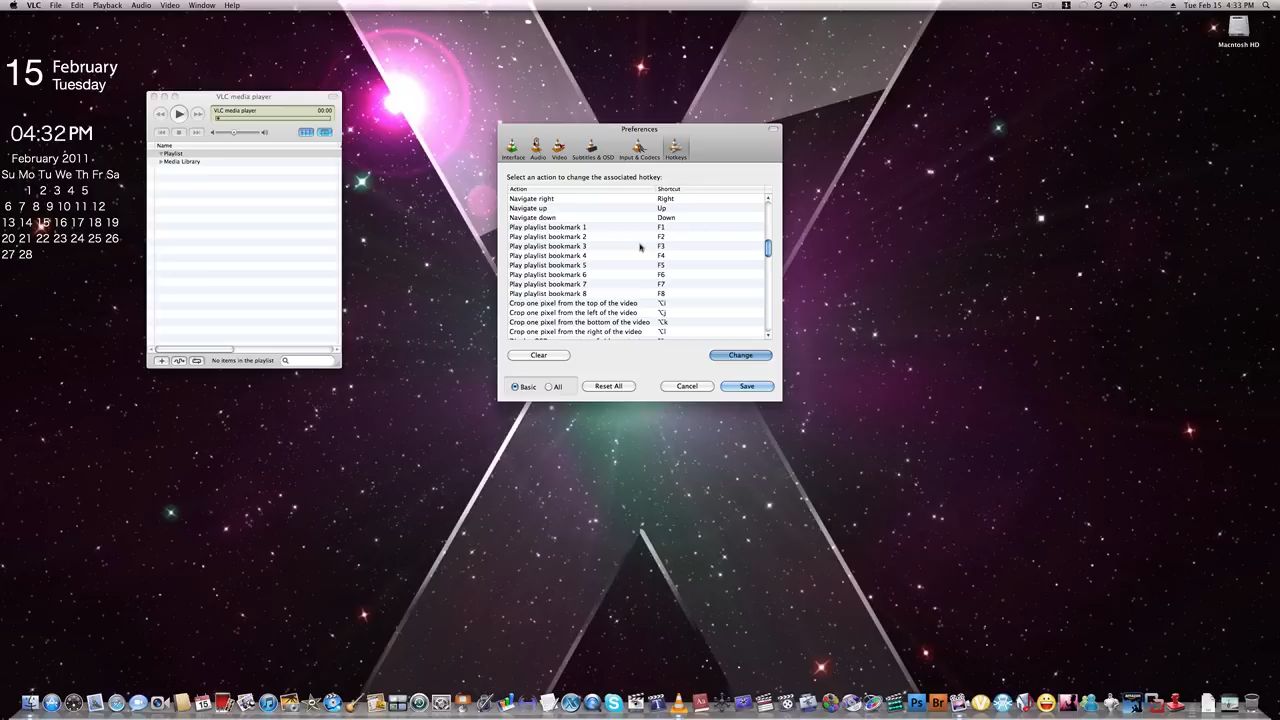 VLC File Edit Playback Audio Video Window Help
Tue Feb 15 4:33 PM
Macintosh HD
15 February
Tuesday
04:32 PM
February 2011
Su Mo Tu We Th Fr Sa
1 2 3 4 5
6 7 8 9 10 11 12
13 14 15 16 17 18 19
20 21 22 23 24 25 26
27 28
VLC media player
VLC media player 00:00
Name
Playlist
Media Library
No items in the playlist
Preferences
Interface Audio Video Subtitles & OSD Input & Codecs Hotkeys
Select an action to change the associated hotkey:
Action Shortcut
Navigate right Right
Navigate up Up
Navigate down Down
Play playlist bookmark 1 F1
Play playlist bookmark 2 F2
Play playlist bookmark 3 F3
Play playlist bookmark 4 F4
Play playlist bookmark 5 F5
Play playlist bookmark 6 F6
Play playlist bookmark 7 F7
Play playlist bookmark 8 F8
Crop one pixel from the top of the video ⌥i
Crop one pixel from the left of the video ⌥j
Crop one pixel from the bottom of the video ⌥k
Crop one pixel from the right of the video ⌥l
Clear Change
Basic All Reset All Cancel Save
15
Ps Br